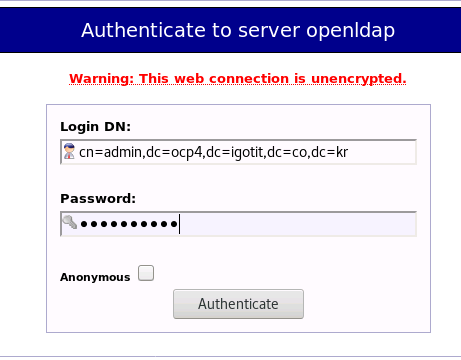 Authenticate to server openldap
Warning: This web connection is unencrypted.
Login DN:
cn=admin,dc=ocp4,dc=igotit,dc=co,dc=kr
Password:
●●●●●●●●●●
Anonymous
Authenticate